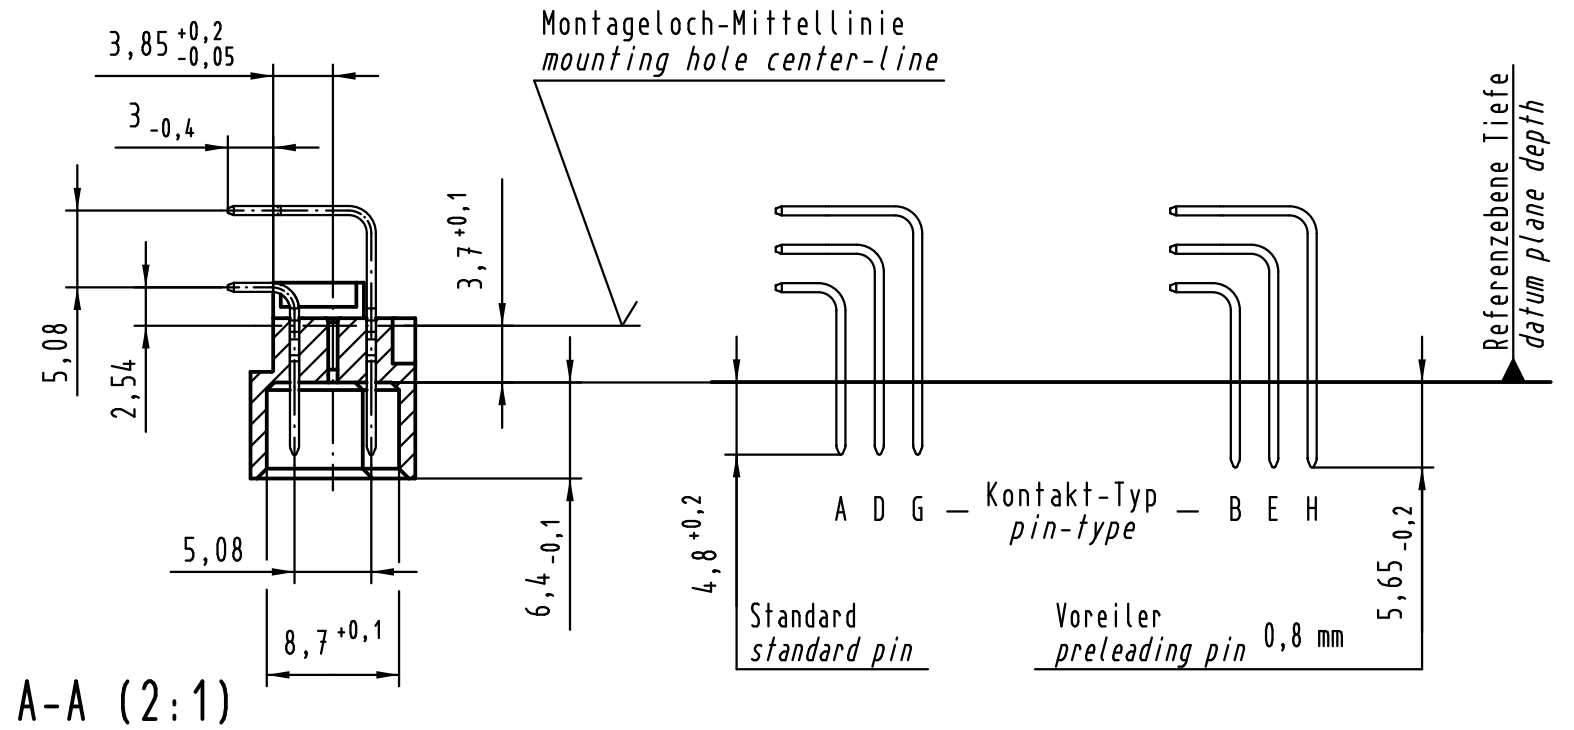 Montageloch-Mittellinie
mounting hole center-line
3,85 +0,2 -0,05
3 -0,4
5,08
2,54
3,7 +0,1
Referenzebene Tiefe
datum plane depth
A D G — Kontakt-Typ — B E H
pin-type
5,08
6,4 -0,1
8,7 +0,1
4,8 +0,2
Standard
standard pin
Voreiler
preleading pin 0,8 mm
5,65 -0,2
A-A (2:1)